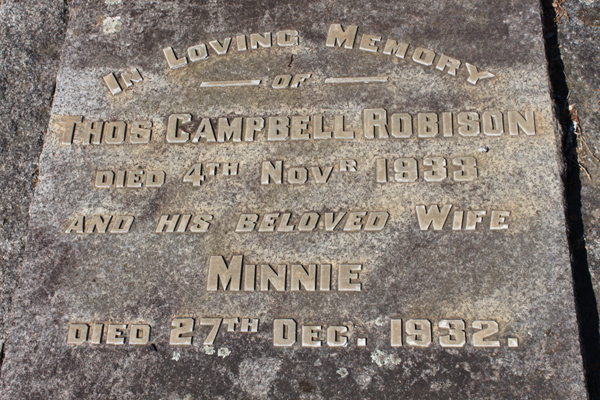 In Loving Memory
of
Thos Campbell Robison
died 4th Novr 1933
and his beloved Wife
Minnie
died 27th Dec. 1932.